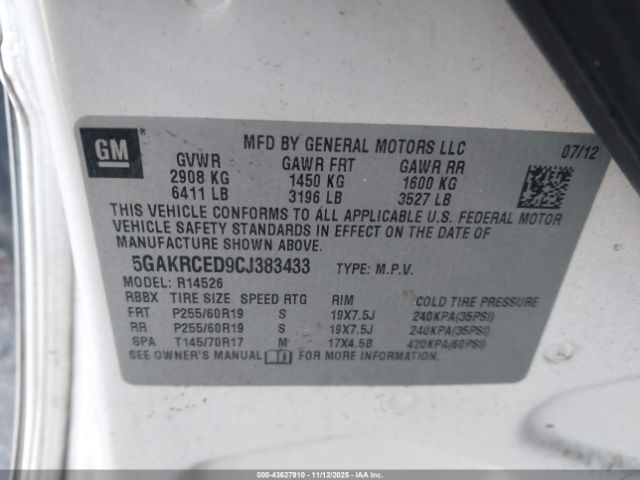 GM®
MFD BY GENERAL MOTORS LLC 07/12
GVWR GAWR FRT GAWR RR
2908 KG 1450 KG 1600 KG
6411 LB 3196 LB 3527 LB
THIS VEHICLE CONFORMS TO ALL APPLICABLE U.S. FEDERAL MOTOR
VEHICLE SAFETY STANDARDS IN EFFECT ON THE DATE OF
MANUFACTURE SHOWN ABOVE.
5GAKRCED9CJ383433 TYPE: M.P.V.
MODEL: R14526
RBBX TIRE SIZE SPEED RTG RIM COLD TIRE PRESSURE
FRT P255/60R19 S 19X7.5J 240KPA(35PSI)
RR P255/60R19 S 19X7.5J 240KPA(35PSI)
SPA T145/70R17 M 17X4.5B 420KPA(60PSI)
SEE OWNER'S MANUAL i FOR MORE INFORMATION.
000-43627910 - 11/12/2025 - IAAI.CA